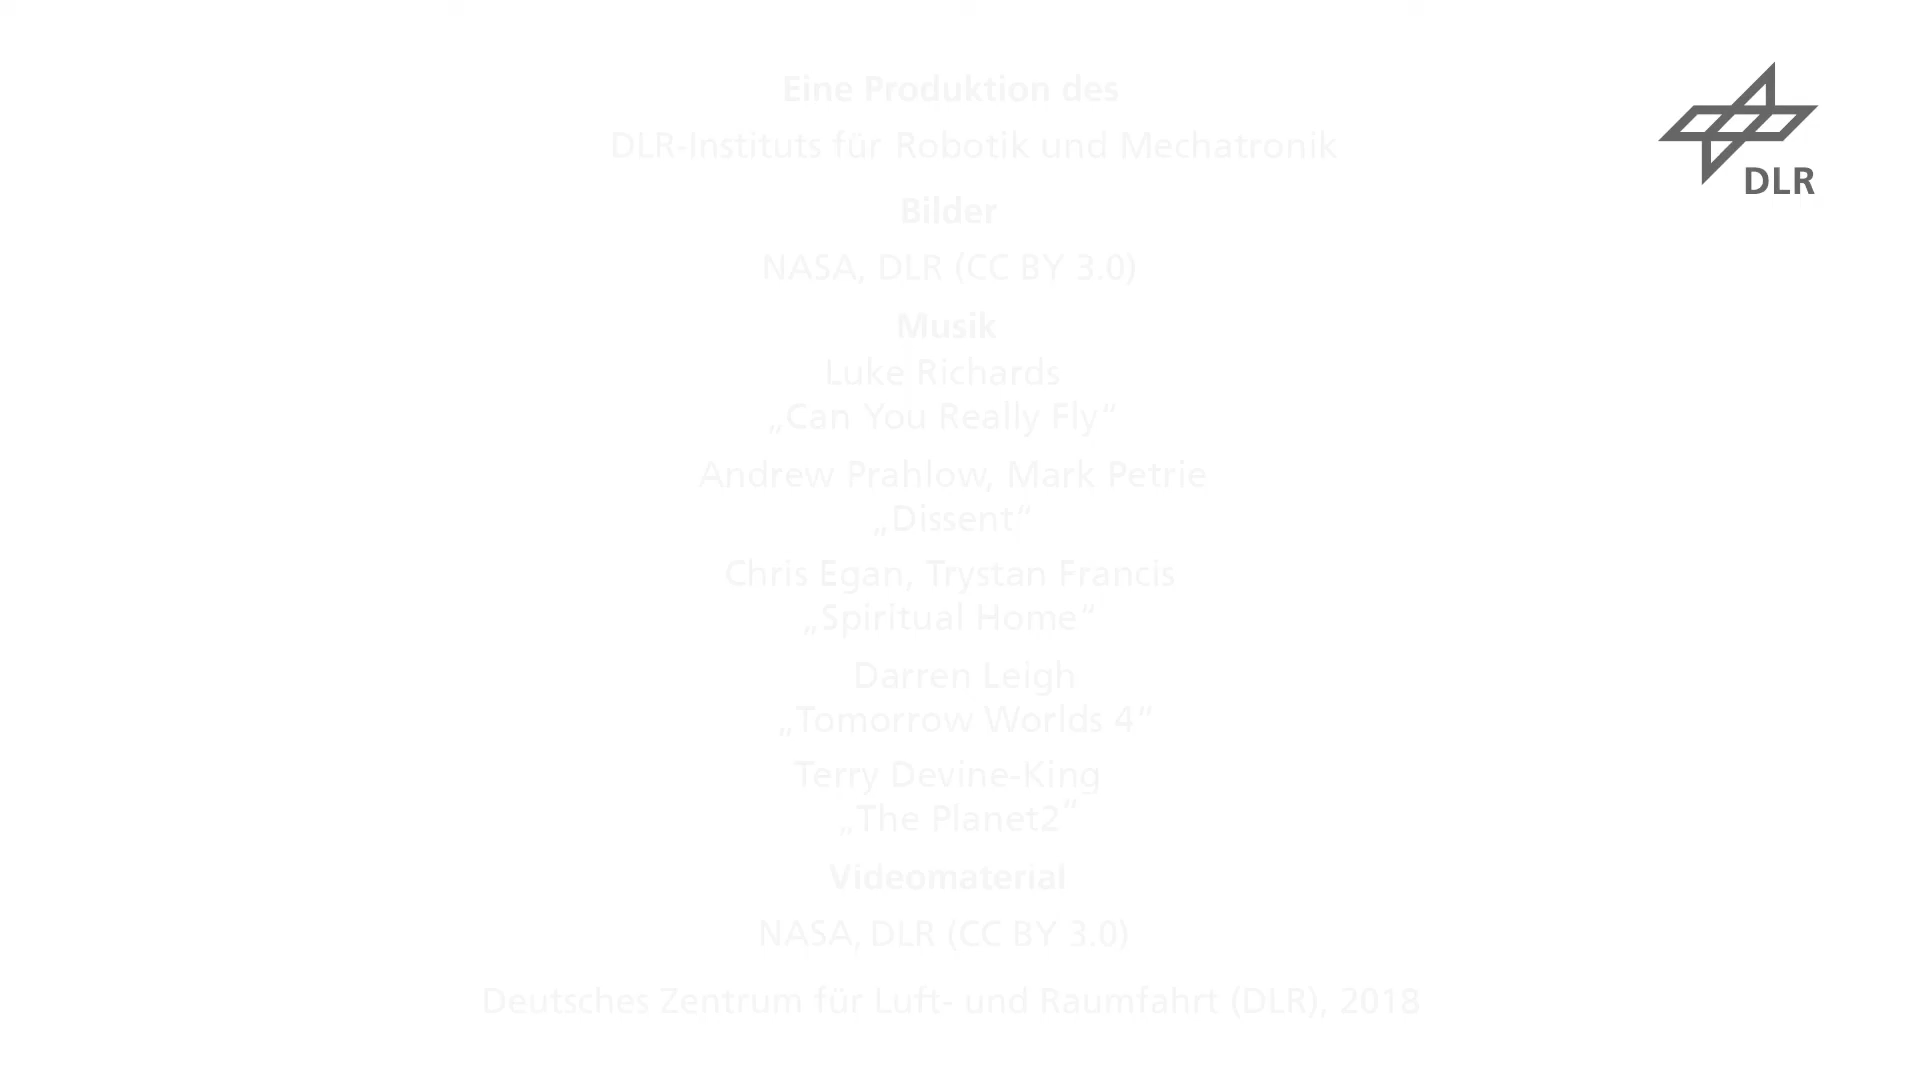 Eine Produktion des
DLR-Instituts für Robotik und Mechatronik
Bilder
NASA, DLR (CC BY 3.0)
Musik
Luke Richards
„Can You Really Fly“
Andrew Prahlow, Mark Petrie
„Dissent“
Chris Egan, Trystan Francis
„Spiritual Home“
Darren Leigh
„Tomorrow Worlds 4“
Terry Devine-King
„The Planet2“
Videomaterial
NASA, DLR (CC BY 3.0)
Deutsches Zentrum für Luft- und Raumfahrt (DLR), 2018
DLR